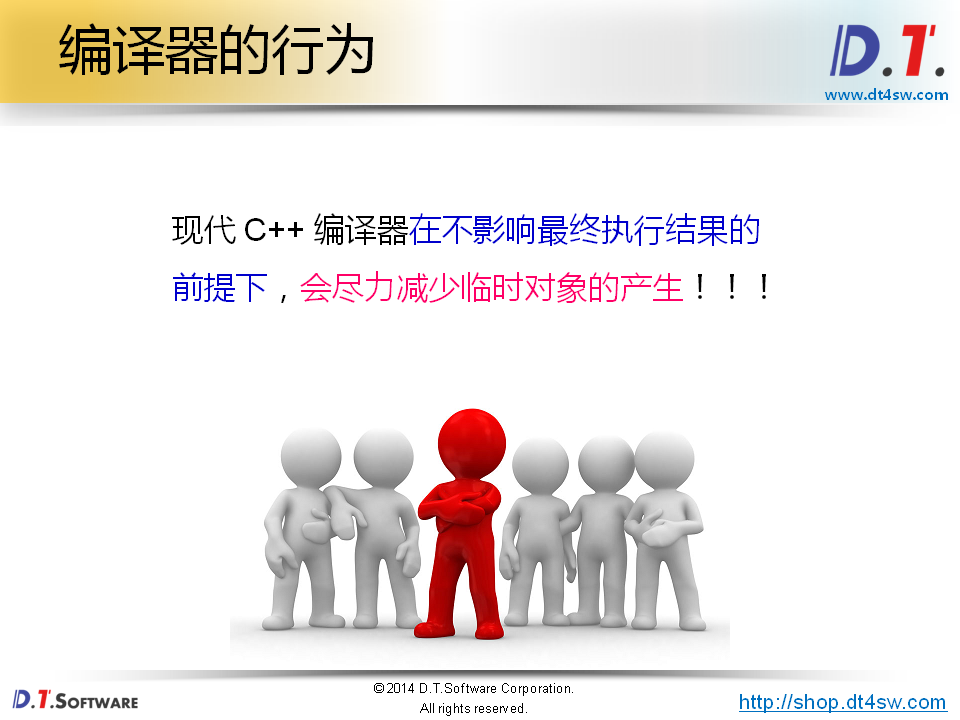 编译器的行为
D.T.
www.dt4sw.com
现代 C++ 编译器在不影响最终执行结果的
前提下，会尽力减少临时对象的产生！！！
D.T.SOFTWARE
©2014 D.T.Software Corporation.
All rights reserved.
http://shop.dt4sw.com